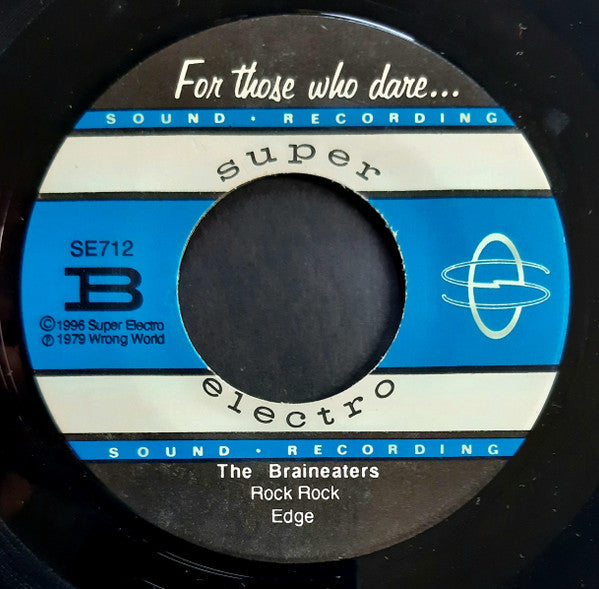 For those who dare...
SOUND · RECORDING
super
SE712
B
©1996 Super Electro
℗1979 Wrong World
electro
SOUND · RECORDING
The Braineaters
Rock Rock
Edge